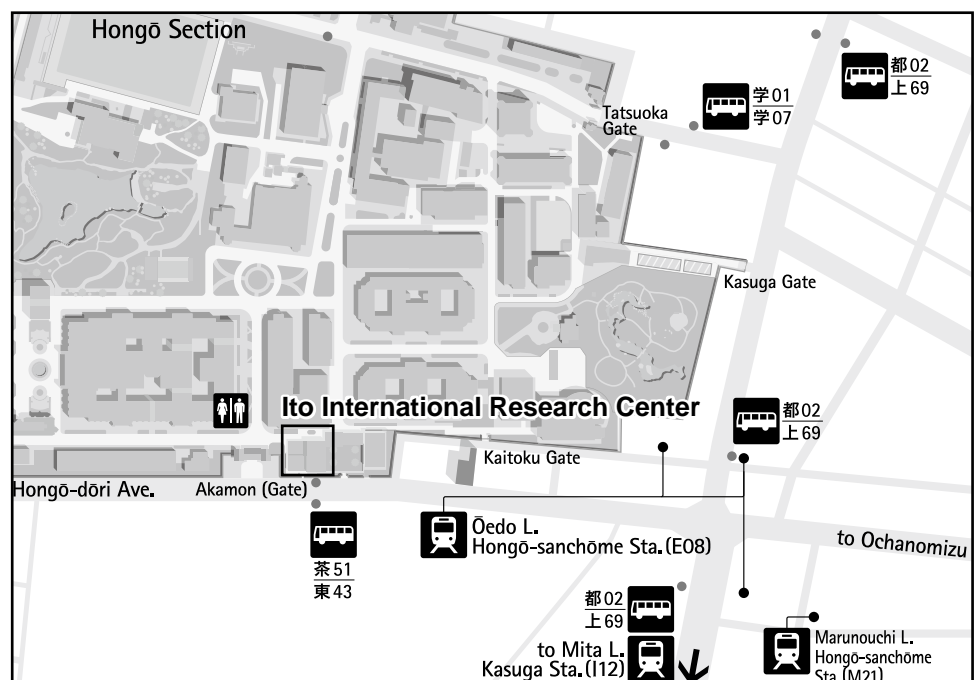 Hongō Section
都02
上69
学01
学07
Tatsuoka
Gate
Kasuga Gate
Ito International Research Center
都02
上69
Kaitoku Gate
Hongō-dōri Ave.
Akamon (Gate)
茶51
東43
Ōedo L.
Hongō-sanchōme Sta.(E08)
to Ochanomizu
都02
上69
to Mita L.
Kasuga Sta.(I12)
Marunouchi L.
Hongō-sanchōme
Sta.(M21)